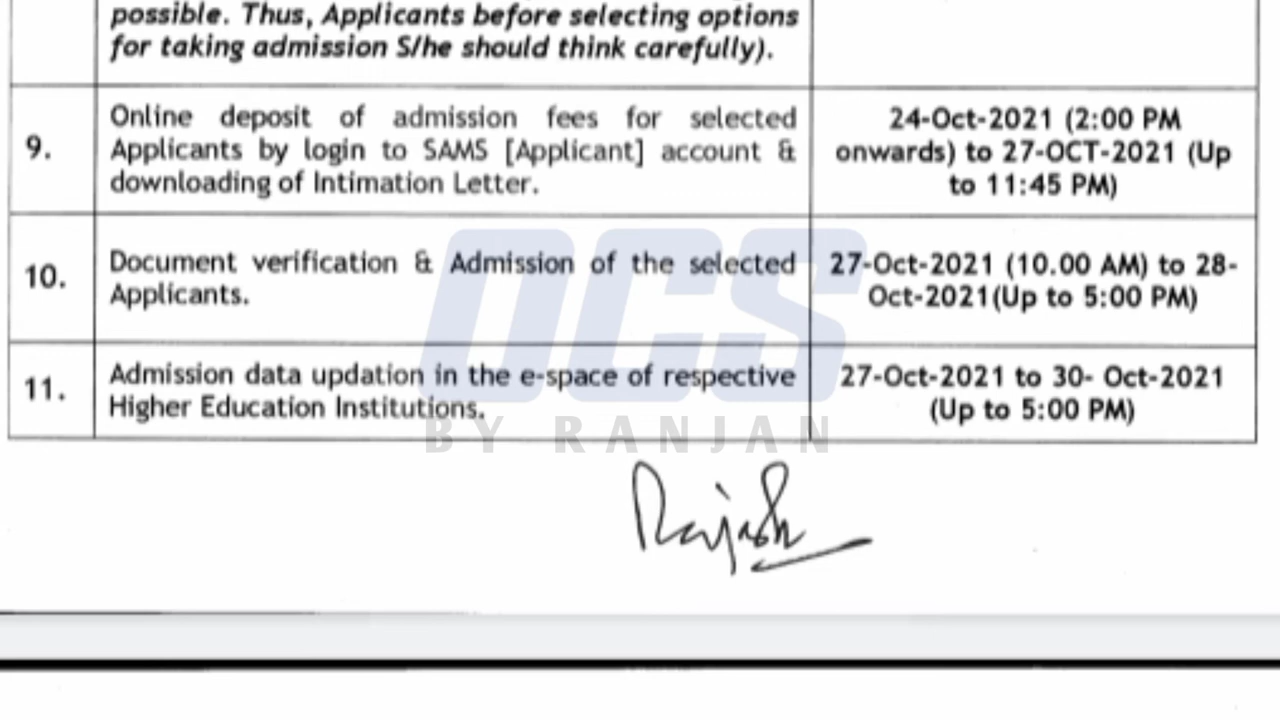 possible. Thus, Applicants before selecting options
for taking admission S/he should think carefully).
9.
Online deposit of admission fees for selected
Applicants by login to SAMS [Applicant] account &
downloading of Intimation Letter.
24-Oct-2021 (2:00 PM
onwards) to 27-OCT-2021 (Up
to 11:45 PM)
10.
Document verification & Admission of the selected
Applicants.
27-Oct-2021 (10.00 AM) to 28-
Oct-2021(Up to 5:00 PM)
11.
Admission data updation in the e-space of respective
Higher Education Institutions.
27-Oct-2021 to 30- Oct-2021
(Up to 5:00 PM)
OCS
BY RANJAN